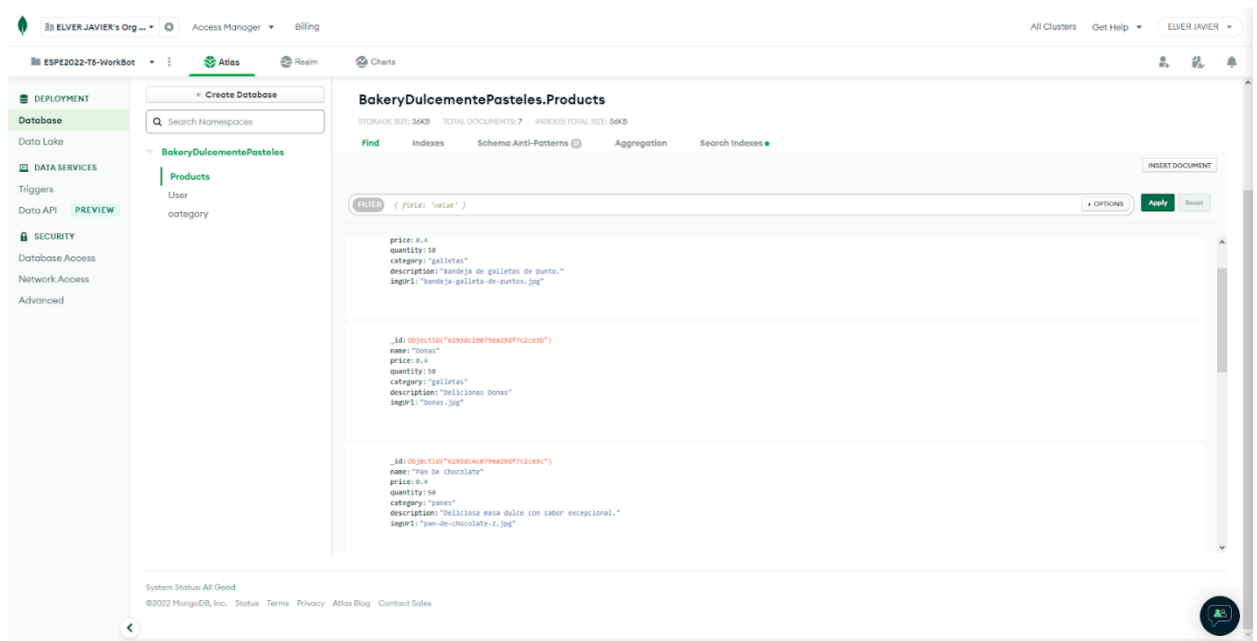 ELVER JAVIER's Org ... Access Manager Billing All Clusters Get Help ELVER JAVIER
ESPE2022-T5-WorkBot Atlas Realm Charts
DEPLOYMENT
Database
Data Lake
DATA SERVICES
Triggers
Data API PREVIEW
SECURITY
Database Access
Network Access
Advanced
+ Create Database
Search Namespaces
BakeryDulcementePasteles
Products
User
category
BakeryDulcementePasteles.Products
STORAGE SIZE: 36KB TOTAL DOCUMENTS: 7 INDEXES TOTAL SIZE: 36KB
Find Indexes Schema Anti-Patterns 0 Aggregation Search Indexes
INSERT DOCUMENT
FILTER { field: 'value' } OPTIONS Apply Reset
price: 0.4
quantity: 50
category: "galletas"
description: "Bandeja de galletas de punto."
imgUrl: "bandeja-galleta-de-puntos.jpg"
_id: ObjectId("6293dc19079ea29df7c2ce3b")
name: "Donas"
price: 0.4
quantity: 50
category: "galletas"
description: "Delicionas Donas"
imgUrl: "Donas.jpg"
_id: ObjectId("6293dc4c079ea29df7c2ce3c")
name: "Pan De Chocolate"
price: 0.4
quantity: 50
category: "panes"
description: "Deliciosa masa dulce con sabor excepcional."
imgUrl: "pan-de-chocolate-2.jpg"
System Status: All Good
©2022 MongoDB, Inc. Status Terms Privacy Atlas Blog Contact Sales